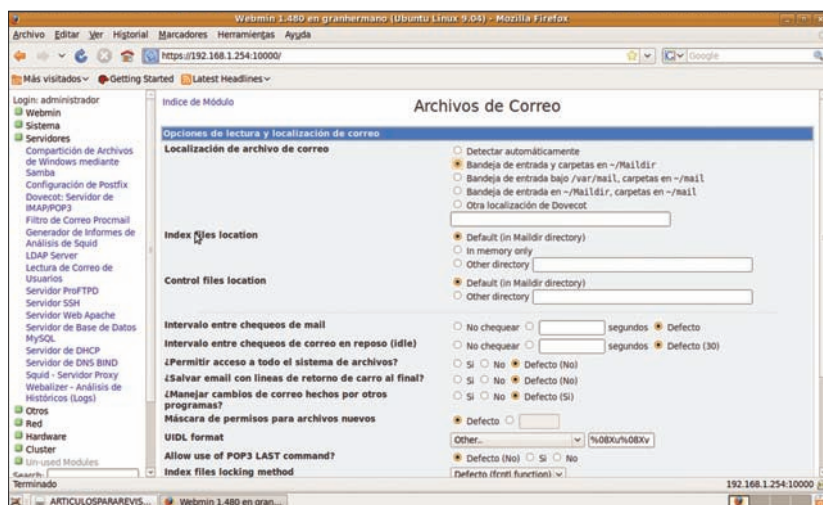 Webmin 1.480 en granhermano (Ubuntu Linux 9.04) - Mozilla Firefox
Archivo Editar Ver Historial Marcadores Herramientas Ayuda
https://192.168.1.254:10000/
Google
Más visitados Getting Started Latest Headlines
Login: administrador
Webmin
Sistema
Servidores
Compartición de Archivos
de Windows mediante
Samba
Configuración de Postfix
Dovecot: Servidor de
IMAP/POP3
Filtro de Correo Procmail
Generador de Informes de
Análisis de Squid
LDAP Server
Lectura de Correo de
Usuarios
Servidor ProFTPD
Servidor SSH
Servidor Web Apache
Servidor de Base de Datos
MySQL
Servidor de DHCP
Servidor de DNS BIND
Squid - Servidor Proxy
Webalizer - Análisis de
Históricos (Logs)
Otros
Red
Hardware
Cluster
Un-used Modules
Search:
Indice de Módulo
Archivos de Correo
Opciones de lectura y localización de correo
Localización de archivo de correo
Detectar automáticamente
Bandeja de entrada y carpetas en ~/Maildir
Bandeja de entrada bajo /var/mail, carpetas en ~/mail
Bandeja de entrada en ~/Maildir, carpetas en ~/mail
Otra localización de Dovecot
Index files location
Default (in Maildir directory)
In memory only
Other directory
Control files location
Default (in Maildir directory)
Other directory
Intervalo entre chequeos de mail
No chequear segundos Defecto
Intervalo entre chequeos de correo en reposo (idle)
No chequear segundos Defecto (30)
¿Permitir acceso a todo el sistema de archivos?
Si No Defecto (No)
¿Salvar email con lineas de retorno de carro al final?
Si No Defecto (No)
¿Manejar cambios de correo hechos por otros
programas?
Si No Defecto (Si)
Máscara de permisos para archivos nuevos
Defecto
UIDL format
Other.. %08Xu%08Xv
Allow use of POP3 LAST command?
Defecto (No) Si No
Index files locking method
Defecto (fcntl function)
Terminado
192.168.1.254:10000
ARTICULOSPARAREVIS...
Webmin 1.480 en gran...